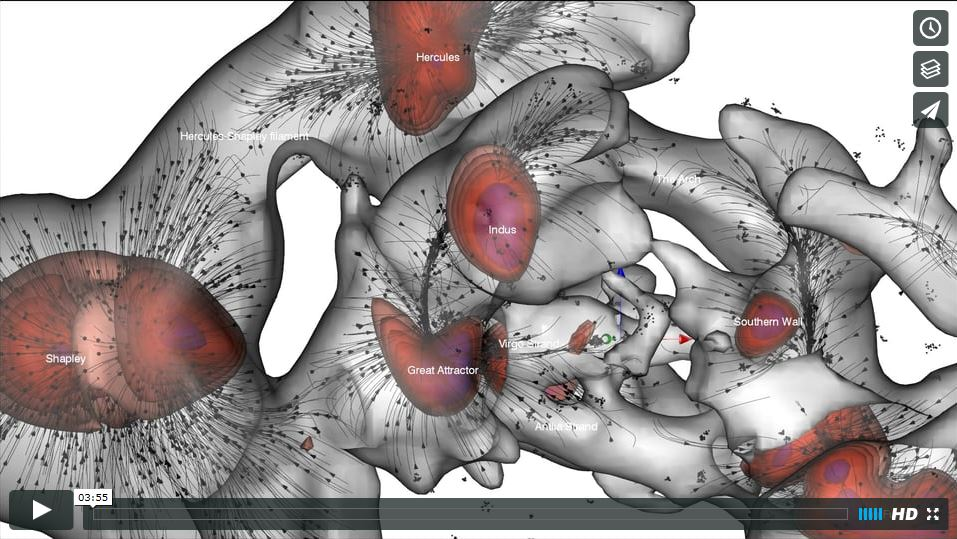 Hercules
Hercules-Shapley filament
The Arch
Indus
Southern Wall
Virgo Strand
Shapley
Great Attractor
Antlia Strand
03:55
HD